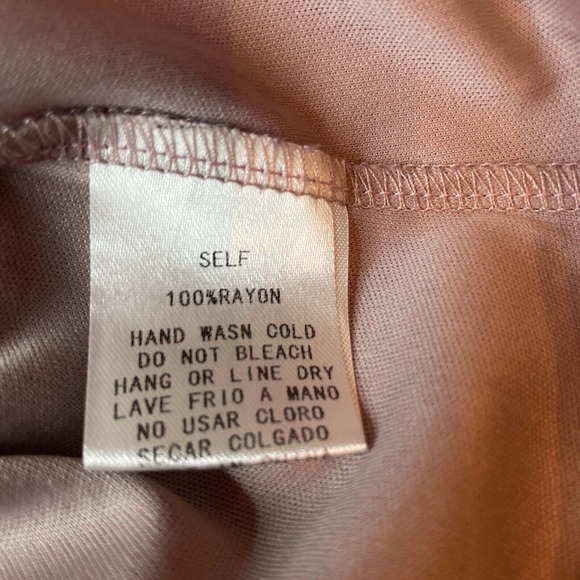 SELF
100%RAYON
HAND WASN COLD
DO NOT BLEACH
HANG OR LINE DRY
LAVE FRIO A MANO
NO USAR CLORO
SECAR COLGADO